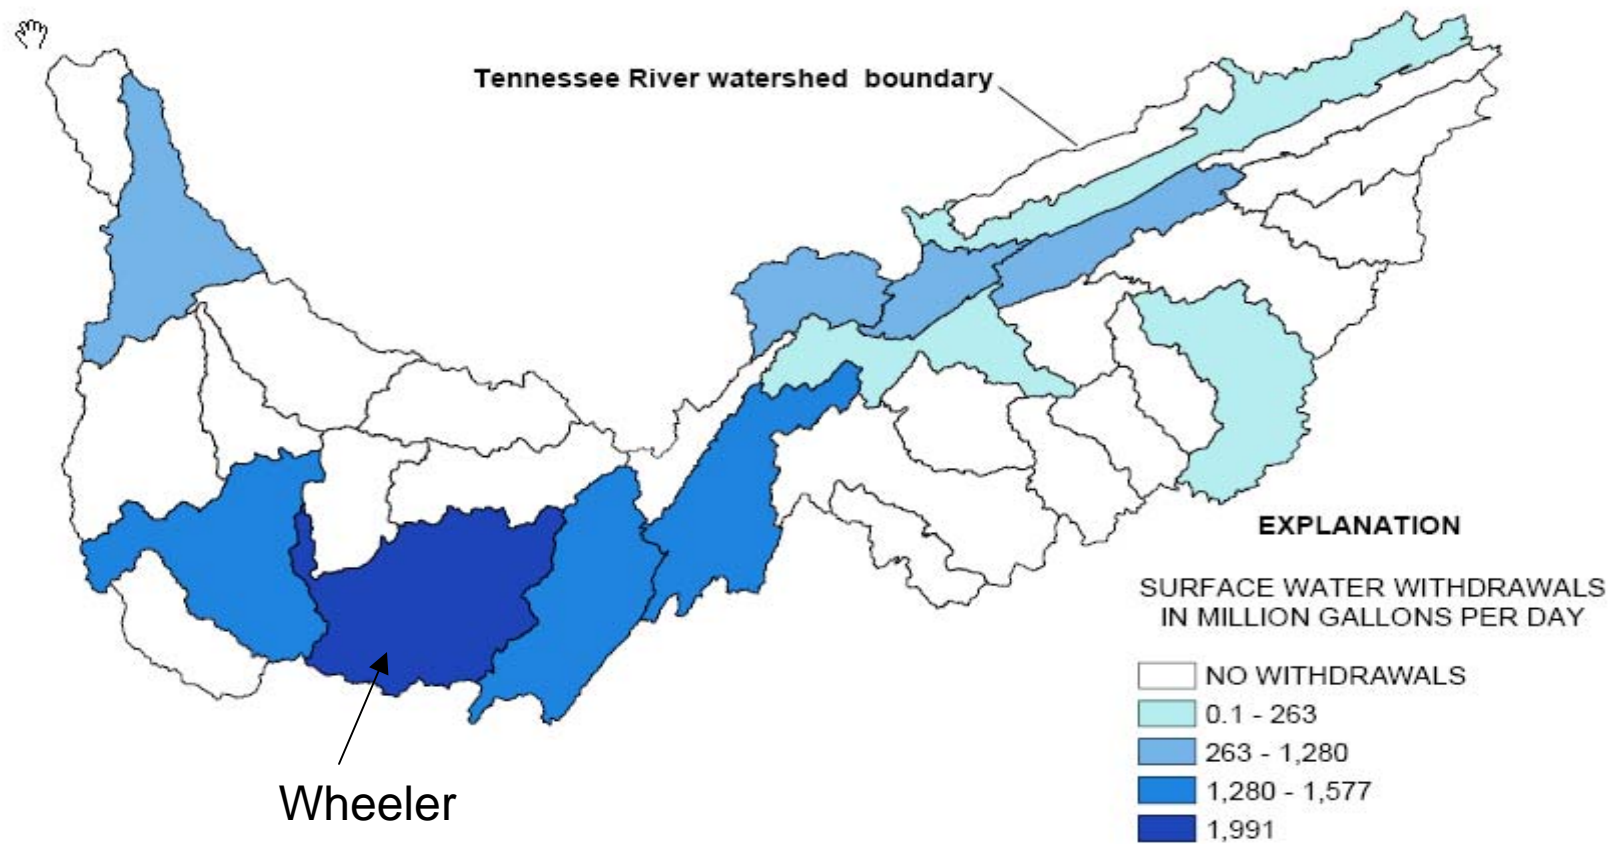 Tennessee River watershed boundary
EXPLANATION
SURFACE WATER WITHDRAWALS
IN MILLION GALLONS PER DAY
NO WITHDRAWALS
0.1 - 263
263 - 1,280
1,280 - 1,577
1,991
Wheeler